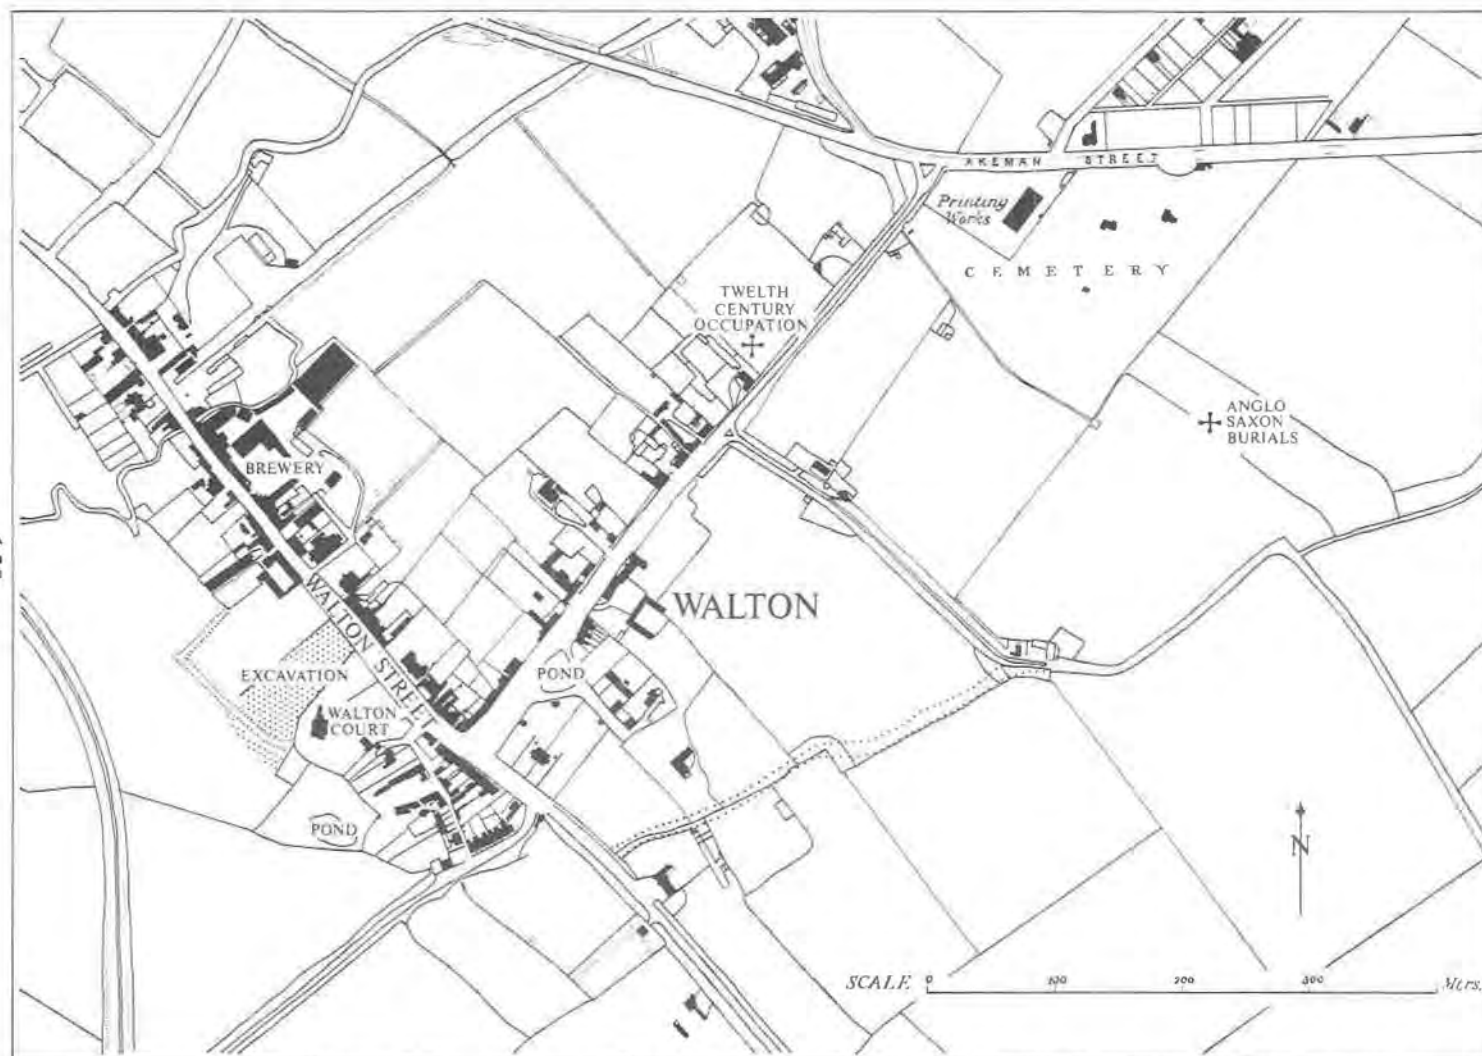 AKEMAN STREET
Printing
Works
CEMETERY
TWELTH
CENTURY
OCCUPATION
ANGLO
SAXON
BURIALS
BREWERY
WALTON
WALTON STREET
EXCAVATION
POND
WALTON
COURT
POND
N
SCALE 0 100 200 300 Mtrs.